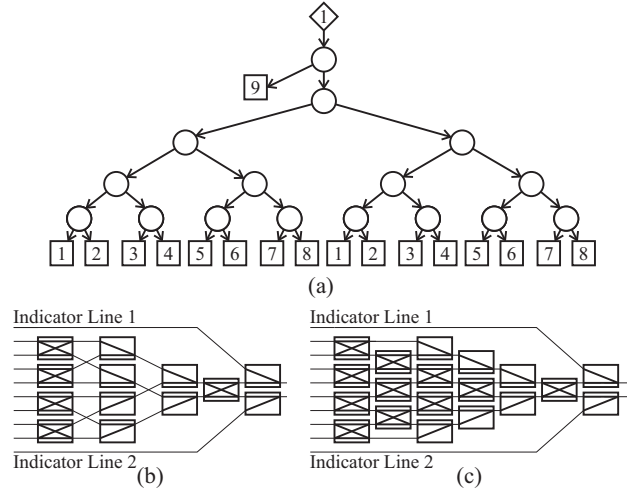 1
9
1 2 3 4 5 6 7 8 1 2 3 4 5 6 7 8
(a)
Indicator Line 1 Indicator Line 1
Indicator Line 2 Indicator Line 2
(b) (c)